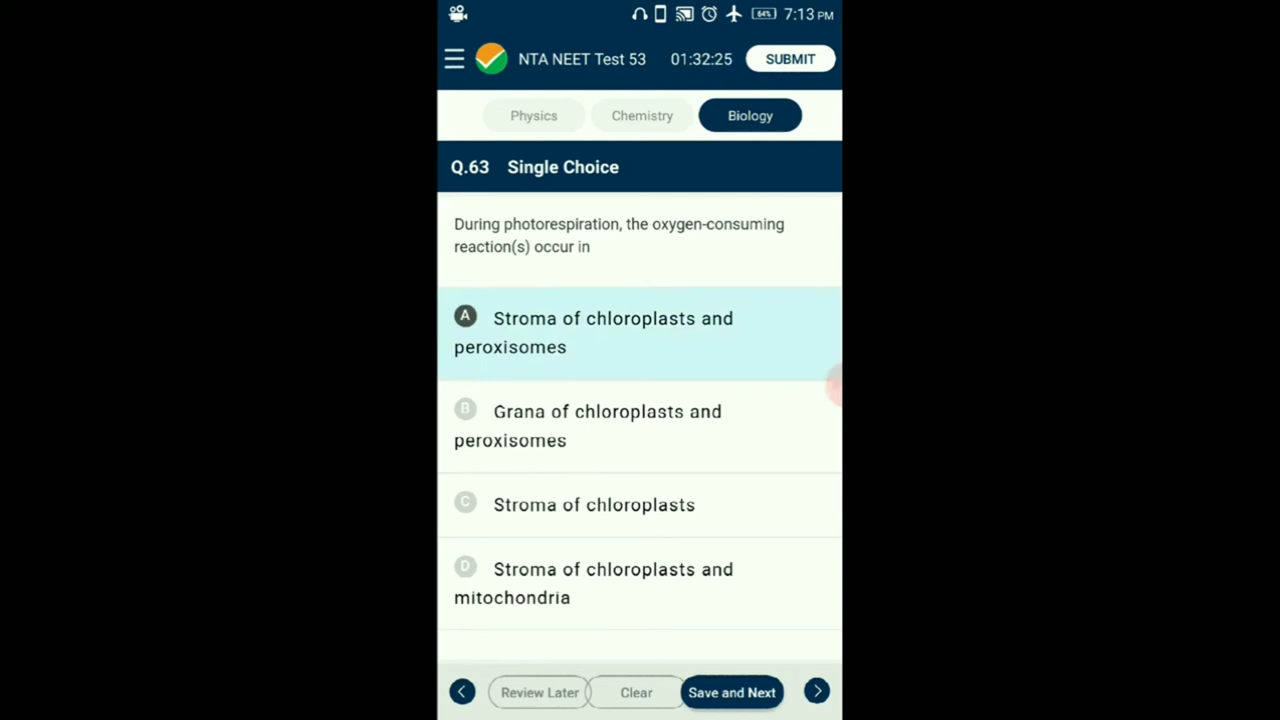 64% 7:13 PM
NTA NEET Test 53 01:32:25 SUBMIT
Physics Chemistry Biology
Q.63 Single Choice
During photorespiration, the oxygen-consuming
reaction(s) occur in
A Stroma of chloroplasts and
peroxisomes
B Grana of chloroplasts and
peroxisomes
C Stroma of chloroplasts
D Stroma of chloroplasts and
mitochondria
Review Later Clear Save and Next